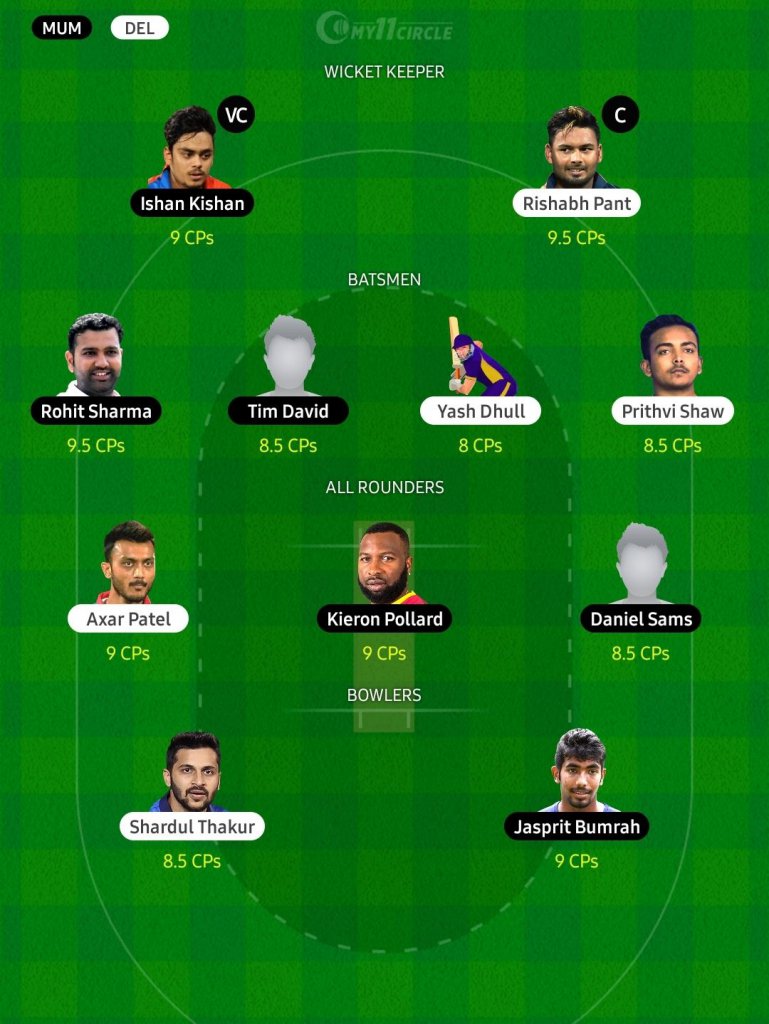 MUM DEL MY11CIRCLE
WICKET KEEPER
VC C
Ishan Kishan Rishabh Pant
9 CPs 9.5 CPs
BATSMEN
Rohit Sharma Tim David Yash Dhull Prithvi Shaw
9.5 CPs 8.5 CPs 8 CPs 8.5 CPs
ALL ROUNDERS
Axar Patel Kieron Pollard Daniel Sams
9 CPs 9 CPs 8.5 CPs
BOWLERS
Shardul Thakur Jasprit Bumrah
8.5 CPs 9 CPs